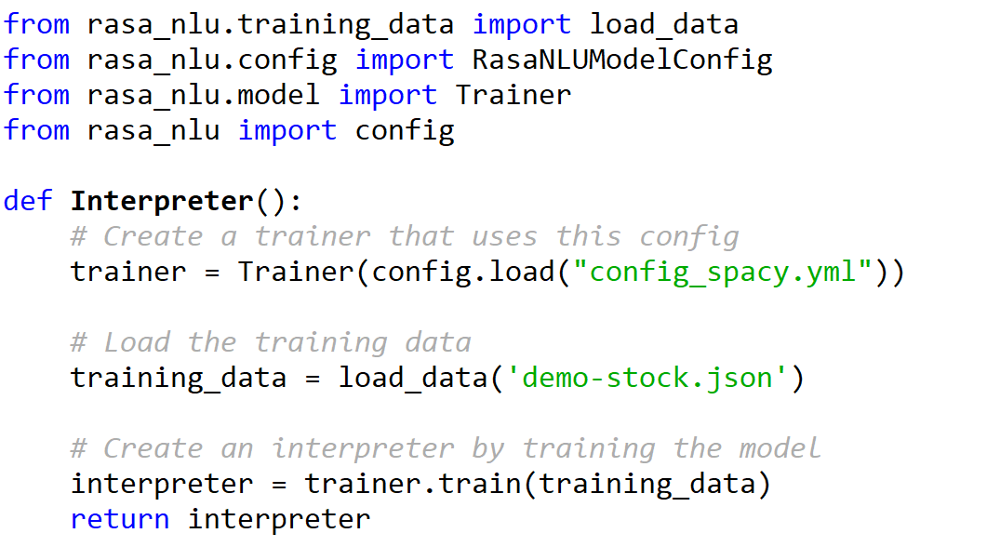 from rasa_nlu.training_data import load_data
from rasa_nlu.config import RasaNLUModelConfig
from rasa_nlu.model import Trainer
from rasa_nlu import config

def Interpreter():
    # Create a trainer that uses this config
    trainer = Trainer(config.load("config_spacy.yml"))

    # Load the training data
    training_data = load_data('demo-stock.json')

    # Create an interpreter by training the model
    interpreter = trainer.train(training_data)
    return interpreter